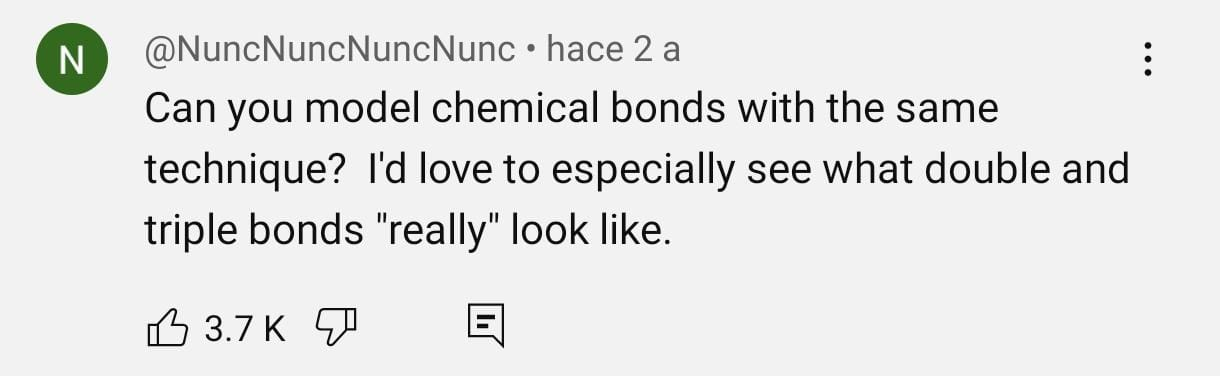 N
@NuncNuncNuncNunc • hace 2 a
Can you model chemical bonds with the same
technique?  I'd love to especially see what double and
triple bonds "really" look like.
3.7 K